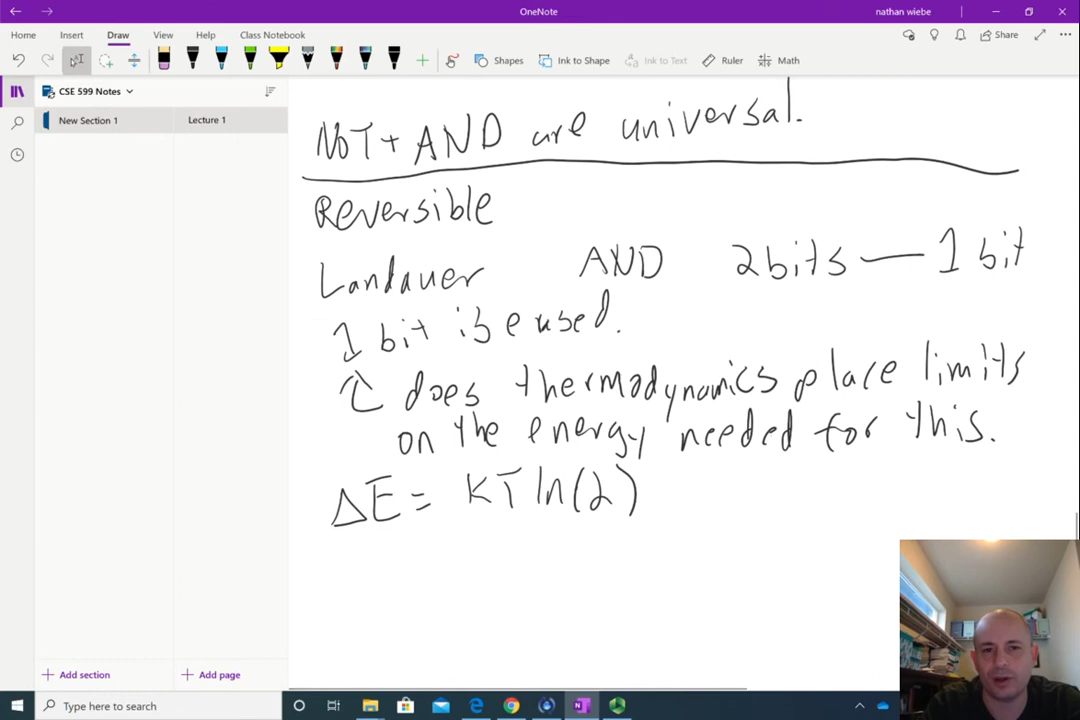 OneNote
nathan wiebe
Home Insert Draw View Help Class Notebook
Share
Shapes Ink to Shape Ink to Text Ruler Math
CSE 599 Notes
New Section 1
Lecture 1
NOT + AND are universal.
Reversible
Landauer AND 2 bits — 1 bit
1 bit is erased.
↑ does thermodynamics place limits
on the energy needed for this.
ΔE = KT ln(2)
+ Add section + Add page
Type here to search